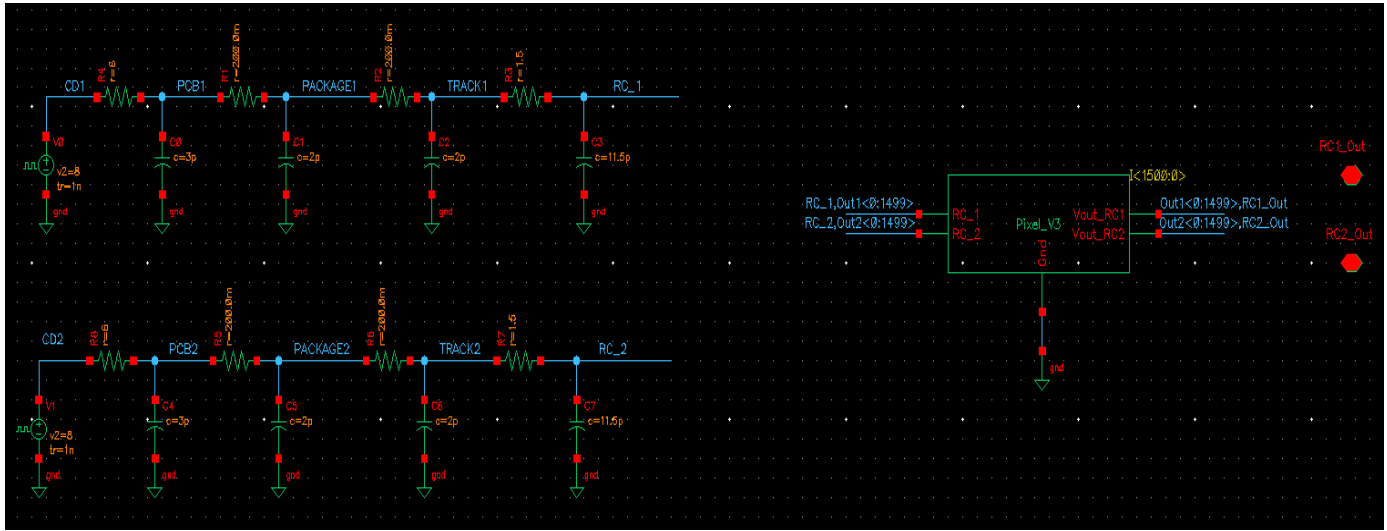 CD1
R4
r=6
PCB1
R1
r=200.0m
PACKAGE1
R2
r=200.0m
TRACK1
R3
r=1.5
RC_1
V0
v2=8
tr=1n
gnd
C0
c=3p
gnd
C1
c=2p
gnd
C2
c=2p
gnd
C3
c=11.5p
gnd
I<1500:0>
RC_1,Out1<0:1499>
RC_2,Out2<0:1499>
RC_1
RC_2
Pixel_V3
Vout_RC1
Vout_RC2
Gnd
gnd
Out1<0:1499>,RC1_Out
Out2<0:1499>,RC2_Out
RC1_Out
RC2_Out
CD2
R8
r=6
PCB2
R5
r=200.0m
PACKAGE2
R6
r=200.0m
TRACK2
R7
r=1.5
RC_2
V1
v2=8
tr=1n
gnd
C4
c=3p
gnd
C5
c=2p
gnd
C6
c=2p
gnd
C7
c=11.5p
gnd